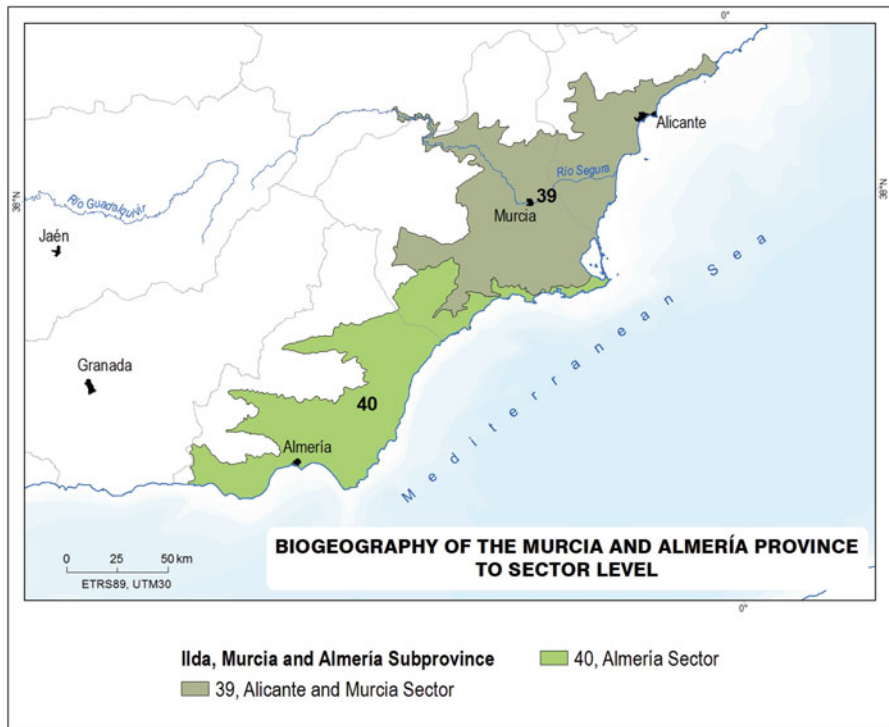 0°
Alicante
Río Segura
39
Murcia
38°N
38°N
Río Guadalquivir
Jaén
Mediterranean Sea
Granada
40
Almería
BIOGEOGRAPHY OF THE MURCIA AND ALMERÍA PROVINCE
TO SECTOR LEVEL
0 25 50 km
ETRS89, UTM30
0°
IIda, Murcia and Almería Subprovince
40, Almería Sector
39, Alicante and Murcia Sector